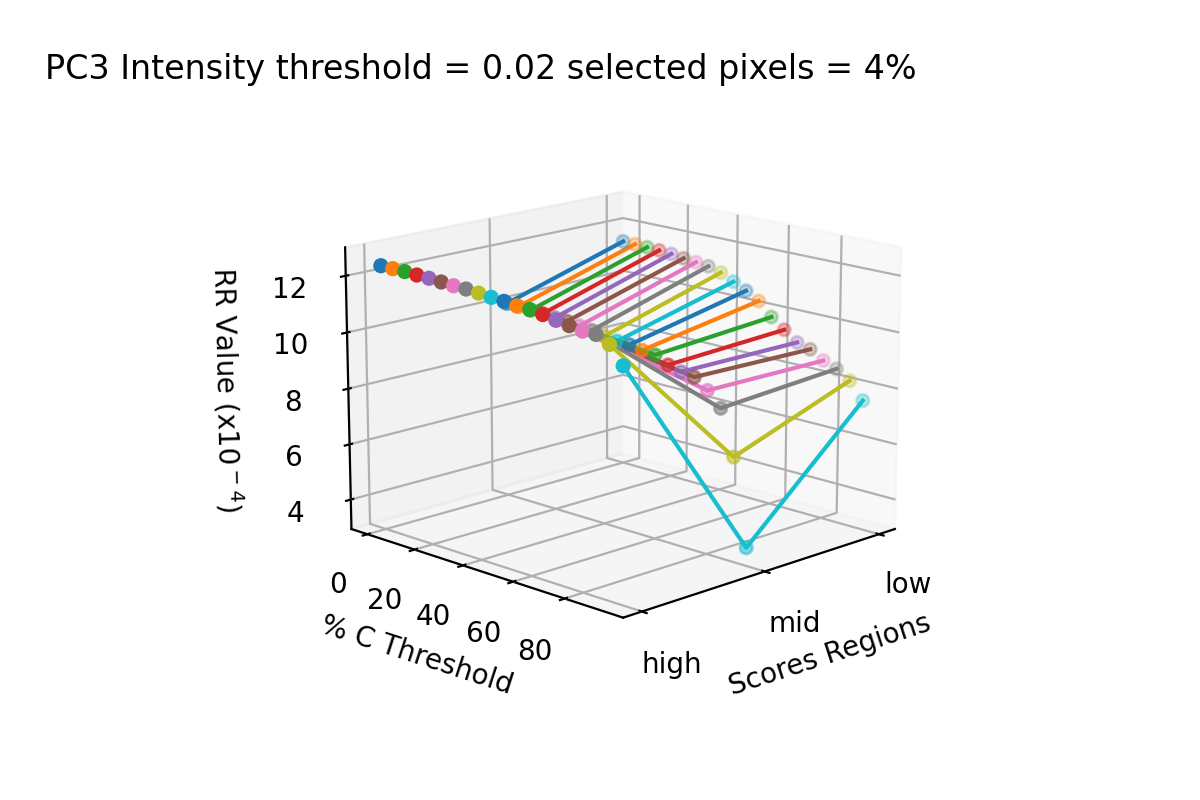 PC3 Intensity threshold = 0.02 selected pixels = 4%
12
10
8
6
4
RR Value (x10⁻⁴)
0
20
40
60
80
% C Threshold
high
mid
low
Scores Regions